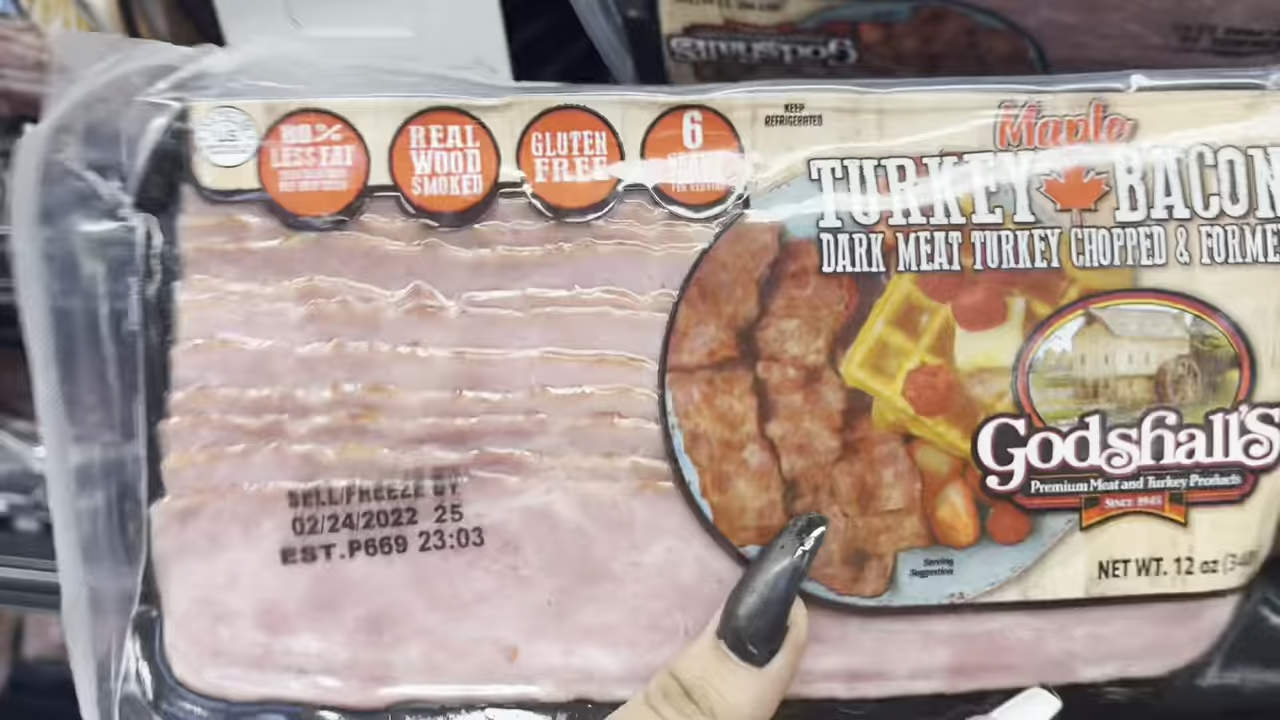 80%
LESS FAT
REAL
WOOD
SMOKED
GLUTEN
FREE
6
KEEP
REFRIGERATED
Maple
TURKEY BACON
DARK MEAT TURKEY CHOPPED & FORME
Godshall's
Premium Meat and Turkey Products
SINCE 1945
Serving
Suggestion
NET WT. 12 oz (34
SELL/FREEZE BY
02/24/2022 25
EST.P669 23:03
Godshall's